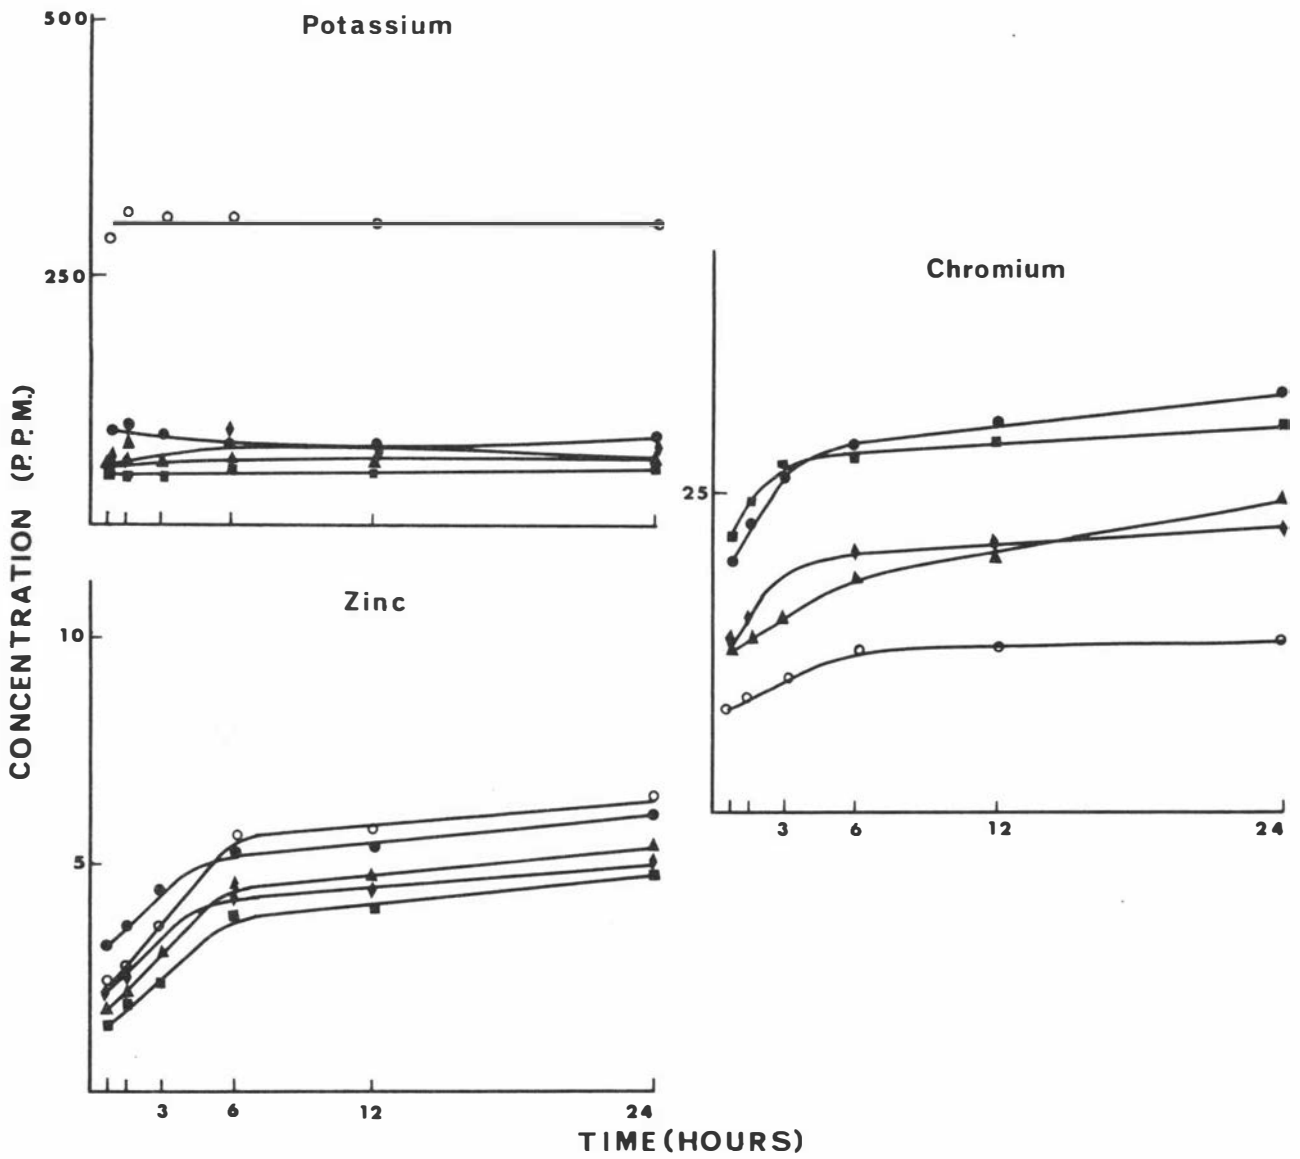 500
Potassium
250
Chromium
25
3 6 12 24
CONCENTRATION (P.P.M.)
Zinc
10
5
3 6 12 24
TIME (HOURS)